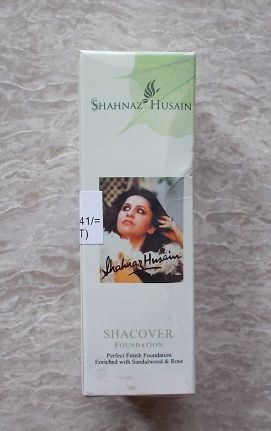 SHAHNAZ HUSAIN
41/=
T)
Shahnaz Husain
SHACOVER
FOUNDATION
Perfect Finish Foundation
Enriched with Sandalwood & Rose